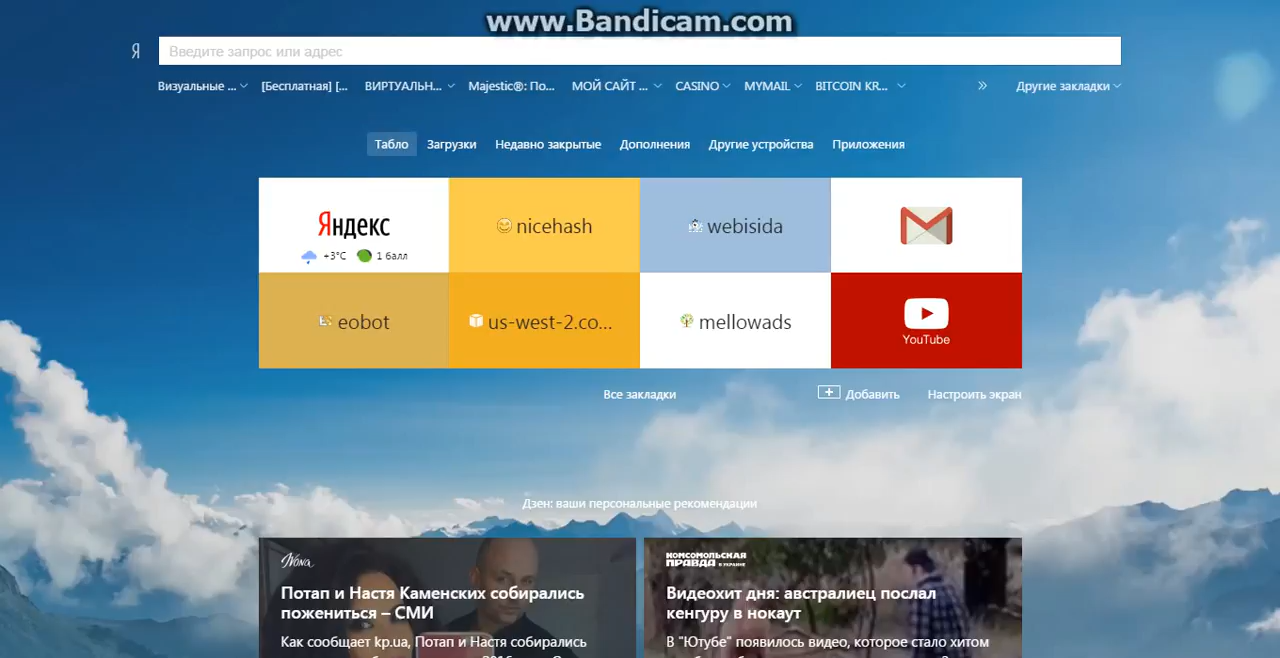 www.Bandicam.com
Я Введите запрос или адрес
Визуальные ... [Бесплатная] [... ВИРТУАЛЬН... Majestic®: По... МОЙ САЙТ ... CASINO MYMAIL BITCOIN KR... » Другие закладки
Табло Загрузки Недавно закрытые Дополнения Другие устройства Приложения
Яндекс nicehash webisida
+3°C 1 балл
eobot us-west-2.co... mellowads YouTube
Все закладки Добавить Настроить экран
Дзен: ваши персональные рекомендации
Ivona
Потап и Настя Каменских собирались
пожениться – СМИ
Как сообщает kp.ua, Потап и Настя собирались
КОМСОМОЛЬСКАЯ
ПРАВДА В УКРАИНЕ
Видеохит дня: австралиец послал
кенгуру в нокаут
В "Ютубе" появилось видео, которое стало хитом